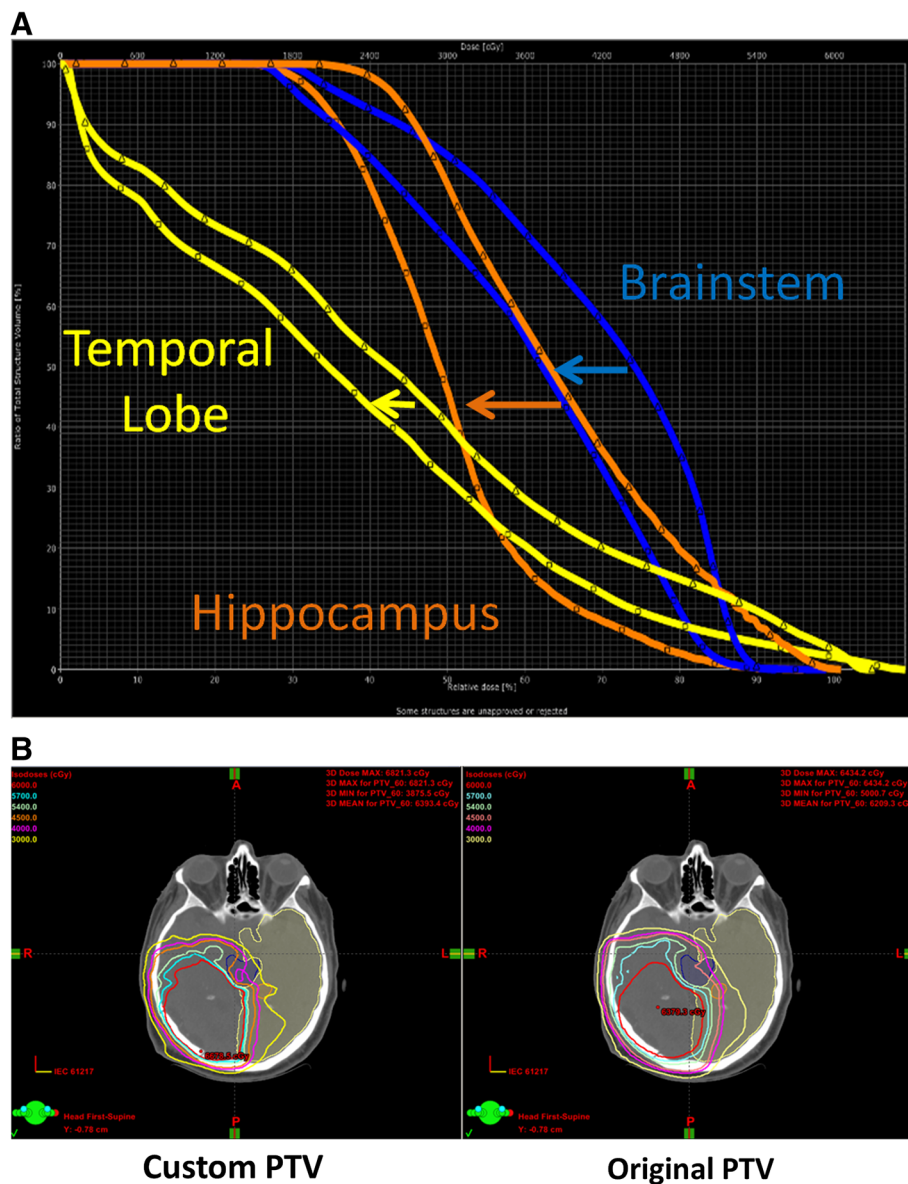 A
Dose [cGy]
0 600 1200 1800 2400 3000 3600 4200 4800 5400 6000
100
90
80
70
60
50
40
30
20
10
0
Ratio of Total Structure Volume [%]
Brainstem
Temporal
Lobe
Hippocampus
0 10 20 30 40 50 60 70 80 90 100
Relative dose [%]
Some structures are unapproved or rejected
B
Isodoses (cGy)
6000.0
5700.0
5400.0
4500.0
4000.0
3000.0
3D Dose MAX: 6821.3 cGy
3D MAX for PTV_60: 6821.3 cGy
3D MIN for PTV_60: 3875.5 cGy
3D MEAN for PTV_60: 6393.4 cGy
A
R
IEC 61217
Head First-Supine
Y: -0.78 cm
P
Isodoses (cGy)
6000.0
5700.0
5400.0
4500.0
4000.0
3000.0
3D Dose MAX: 6434.2 cGy
3D MAX for PTV_60: 6434.2 cGy
3D MEAN for PTV_60: 6209.3 cGy
A
R
L
L
6370.3 cGy
IEC 61217
Head First-Supine
Y: -0.78 cm
P
Custom PTV
Original PTV